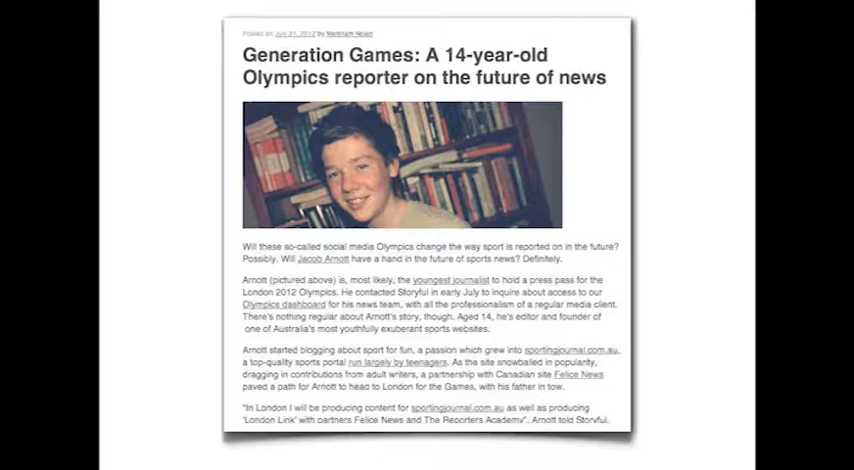 Posted on July 21, 2012 by Markham Nolan
Generation Games: A 14-year-old
Olympics reporter on the future of news
Will these so-called social media Olympics change the way sport is reported on in the future?
Possibly. Will Jacob Arnott have a hand in the future of sports news? Definitely.
Arnott (pictured above) is, most likely, the youngest journalist to hold a press pass for the
London 2012 Olympics. He contacted Storyful in early July to inquire about access to our
Olympics dashboard for his news team, with all the professionalism of a regular media client.
There's nothing regular about Arnott's story, though. Aged 14, he's editor and founder of
one of Australia's most youthfully exuberant sports websites.
Arnott started blogging about sport for fun, a passion which grew into sportingjournal.com.au,
a top-quality sports portal run largely by teenagers. As the site snowballed in popularity,
dragging in contributions from adult writers, a partnership with Canadian site Felice News
paved a path for Arnott to head to London for the Games, with his father in tow.
"In London I will be producing content for sportingjournal.com.au as well as producing
'London Link' with partners Felice News and The Reporters Academy". Arnott told Storyful.